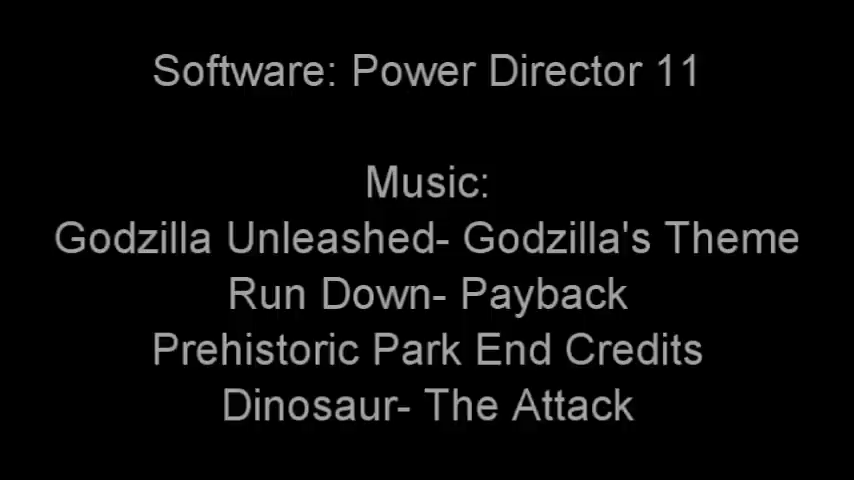 Software: Power Director 11
Music:
Godzilla Unleashed- Godzilla's Theme
Run Down- Payback
Prehistoric Park End Credits
Dinosaur- The Attack